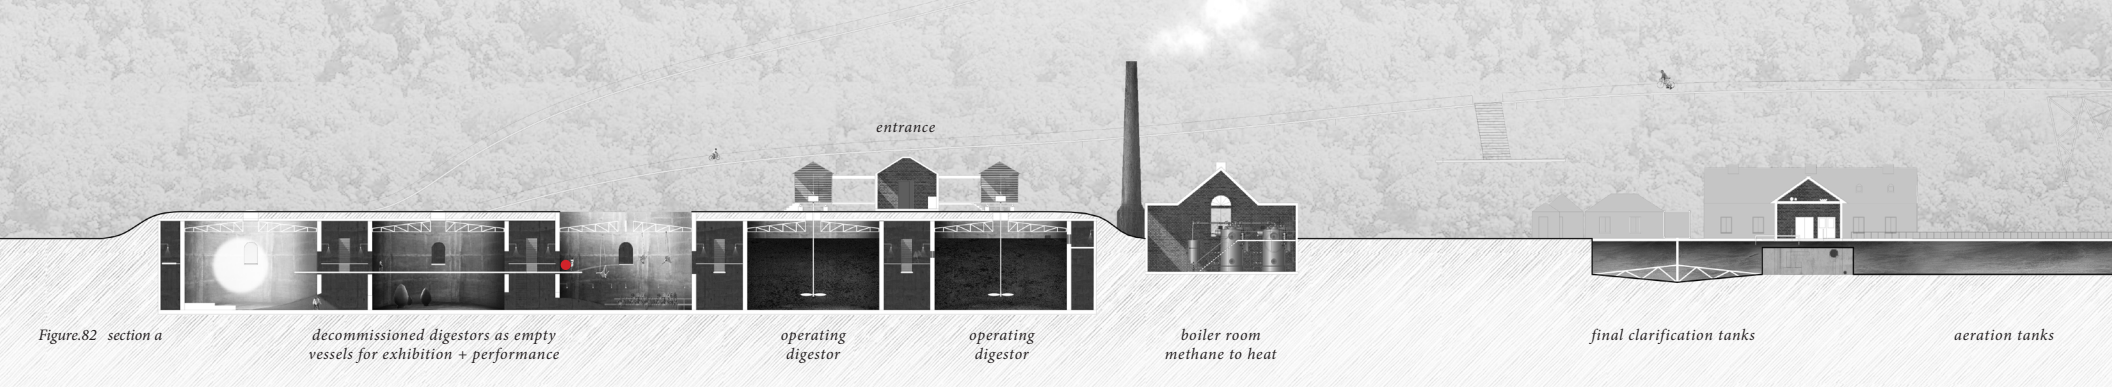 entrance
Figure.82 section a
decommissioned digestors as empty
vessels for exhibition + performance
operating
digestor
operating
digestor
boiler room
methane to heat
final clarification tanks
aeration tanks